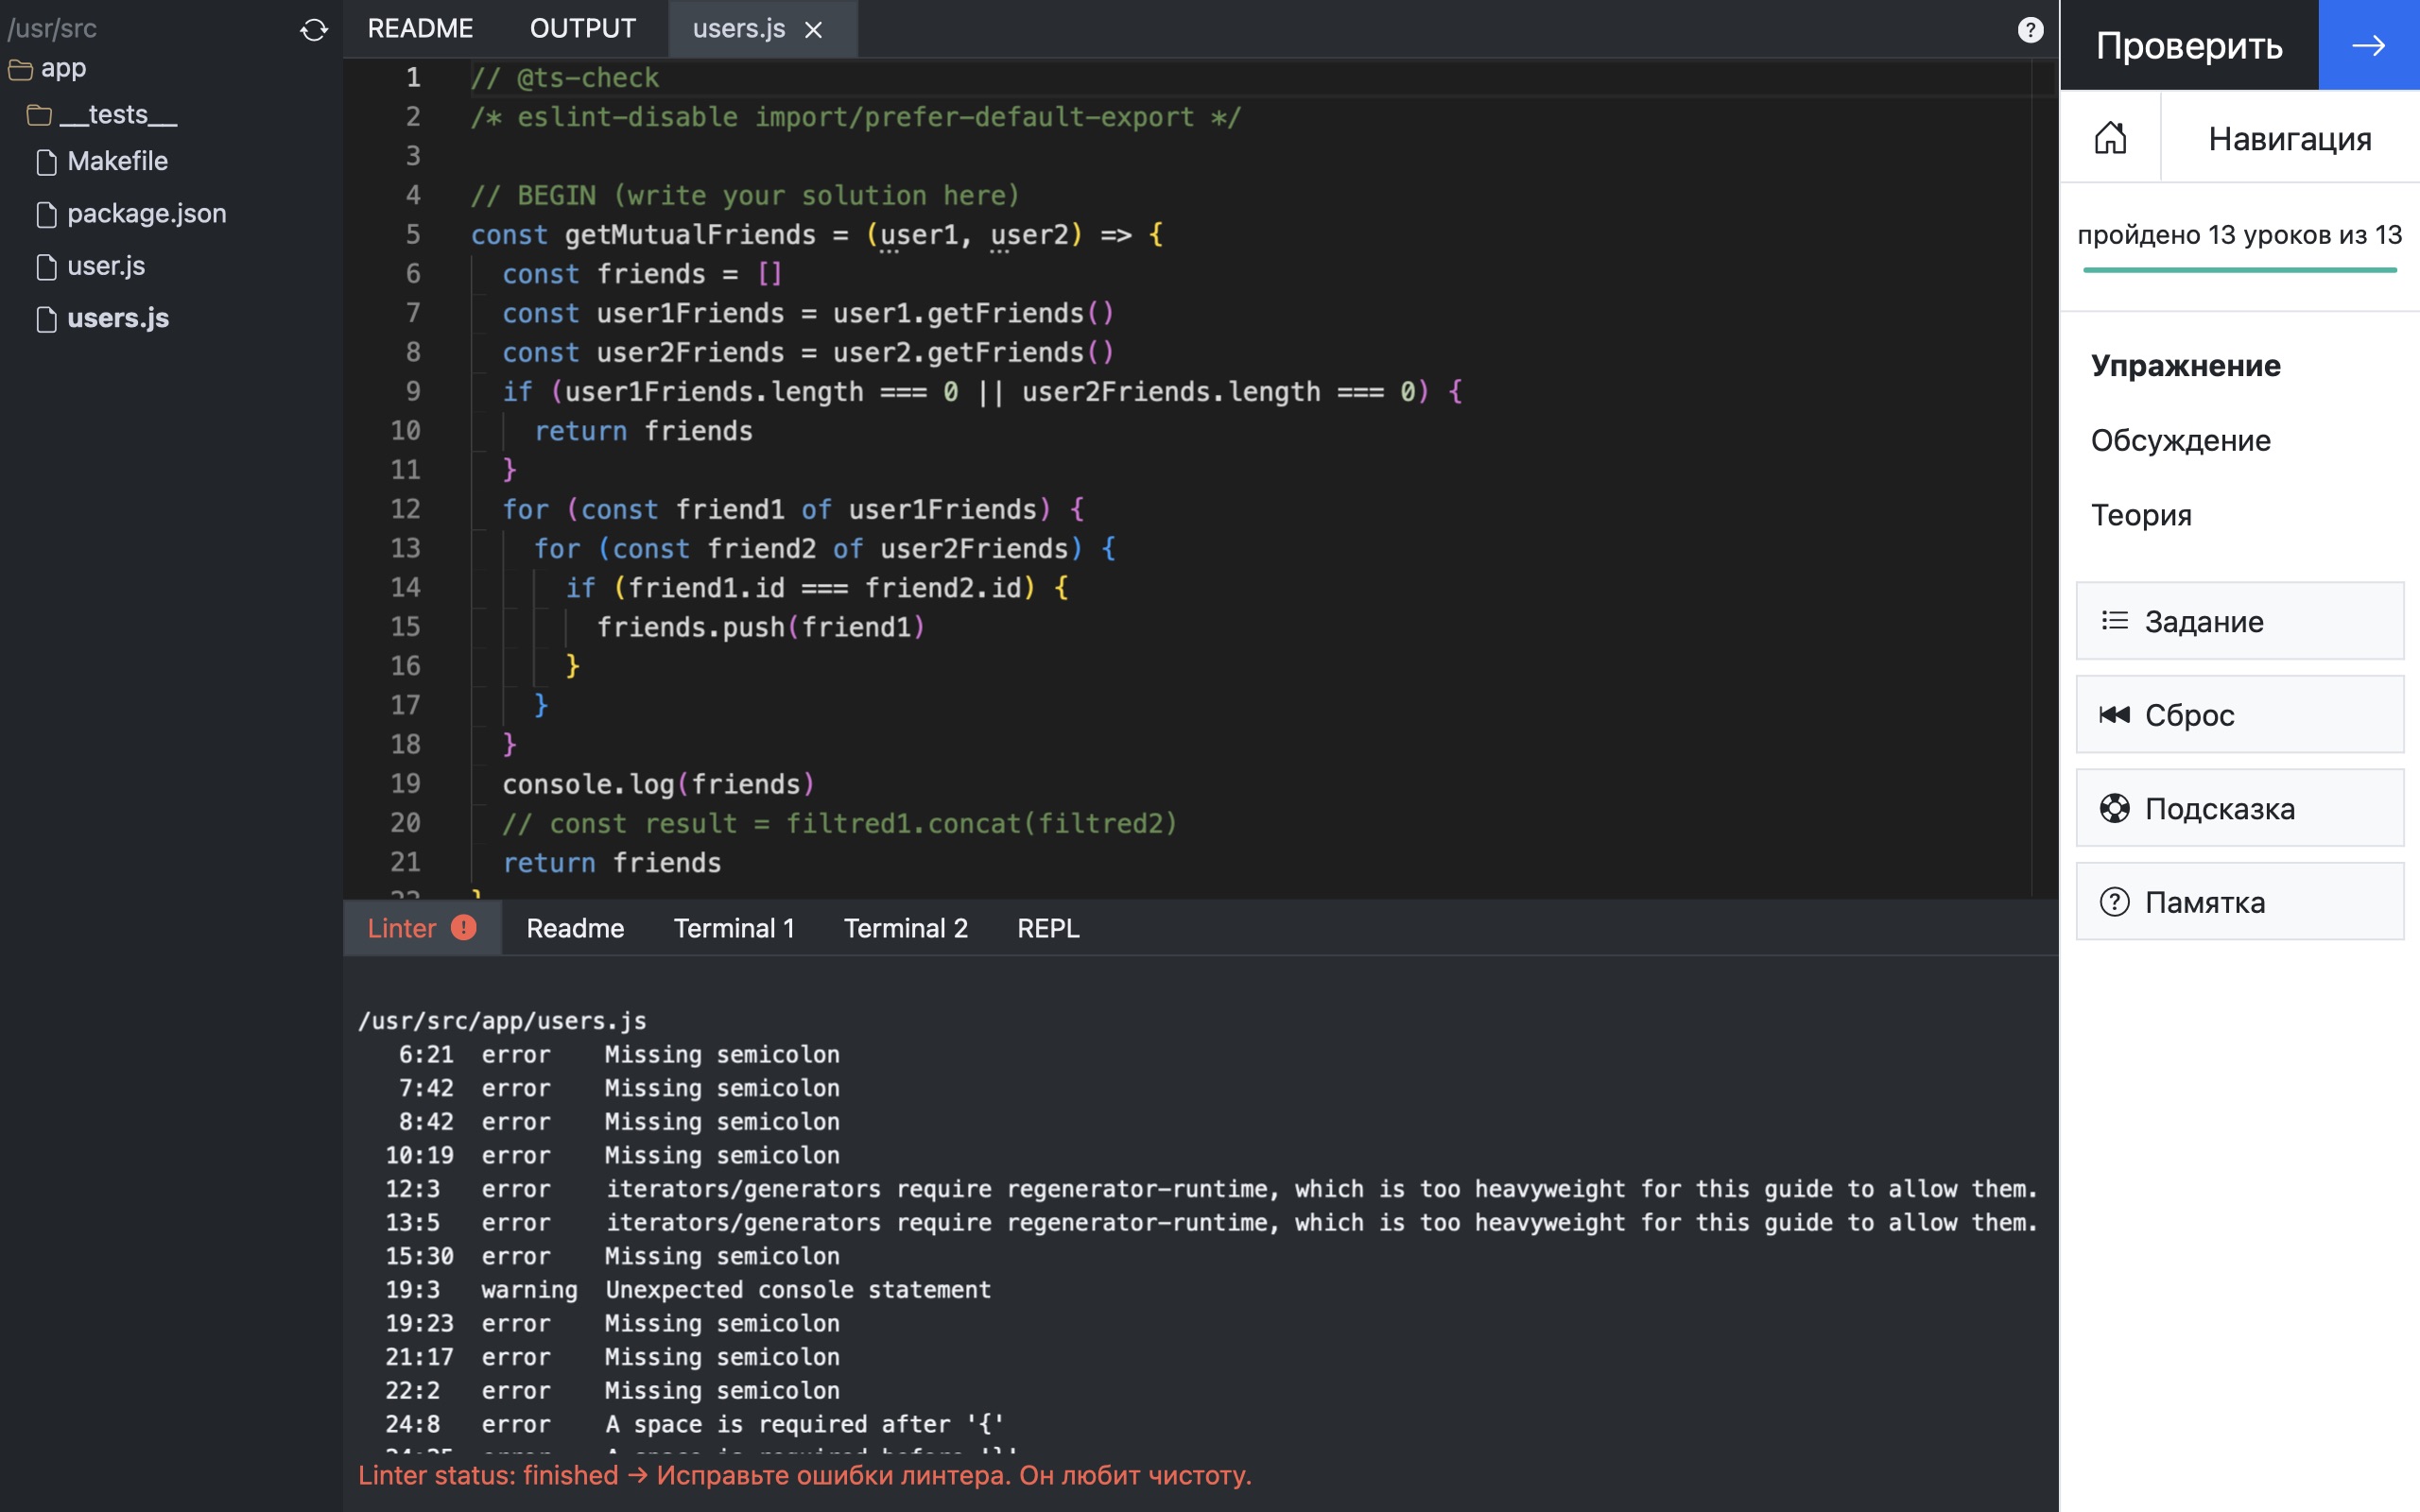 /usr/src
app
__tests__
Makefile
package.json
user.js
users.js
README OUTPUT users.js
1 // @ts-check
2 /* eslint-disable import/prefer-default-export */
3
4 // BEGIN (write your solution here)
5 const getMutualFriends = (user1, user2) => {
6 const friends = []
7 const user1Friends = user1.getFriends()
8 const user2Friends = user2.getFriends()
9 if (user1Friends.length === 0 || user2Friends.length === 0) {
10 return friends
11 }
12 for (const friend1 of user1Friends) {
13 for (const friend2 of user2Friends) {
14 if (friend1.id === friend2.id) {
15 friends.push(friend1)
16 }
17 }
18 }
19 console.log(friends)
20 // const result = filtred1.concat(filtred2)
21 return friends
22 }
Linter ! Readme Terminal 1 Terminal 2 REPL
/usr/src/app/users.js
6:21 error Missing semicolon
7:42 error Missing semicolon
8:42 error Missing semicolon
10:19 error Missing semicolon
12:3 error iterators/generators require regenerator-runtime, which is too heavyweight for this guide to allow them.
13:5 error iterators/generators require regenerator-runtime, which is too heavyweight for this guide to allow them.
15:30 error Missing semicolon
19:3 warning Unexpected console statement
19:23 error Missing semicolon
21:17 error Missing semicolon
22:2 error Missing semicolon
24:8 error A space is required after '{'
24:25 error A space is required before '}'
Linter status: finished → Исправьте ошибки линтера. Он любит чистоту.
Проверить →
Навигация
пройдено 13 уроков из 13
Упражнение
Обсуждение
Теория
Задание
Сброс
Подсказка
Памятка